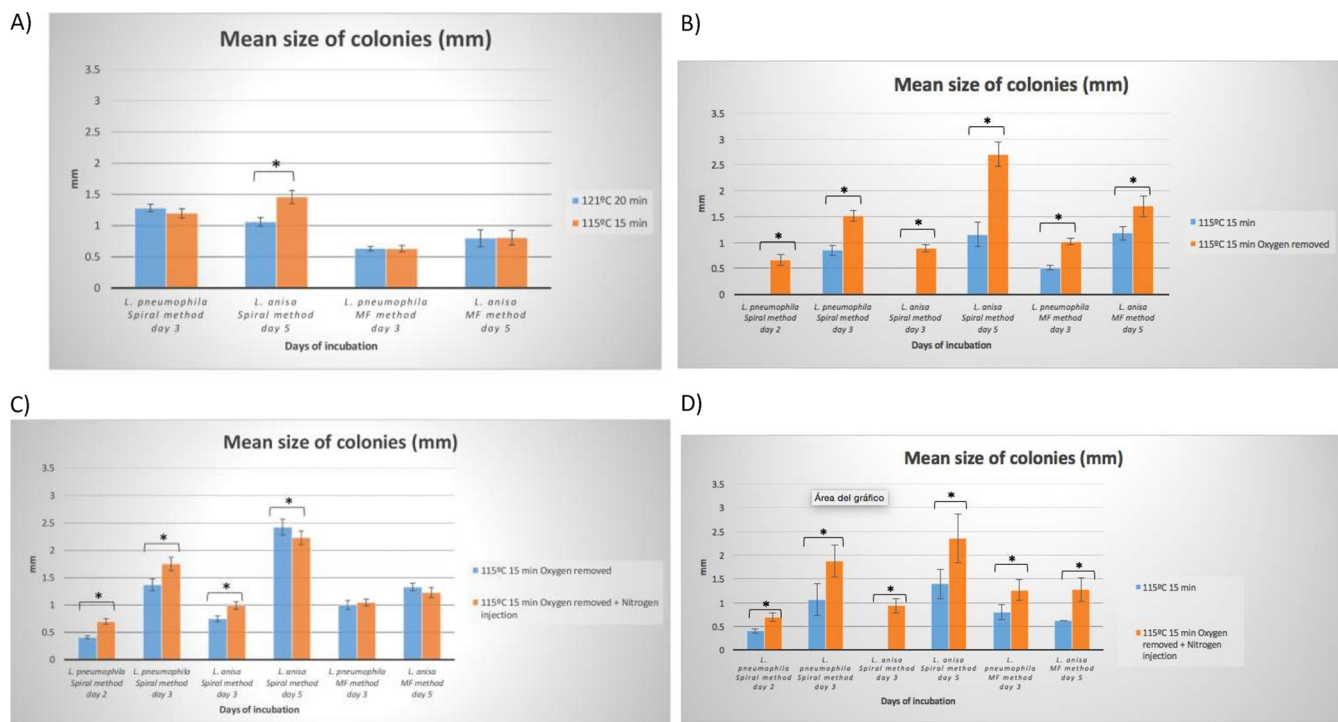 A)
Mean size of colonies (mm)
3.5
3
2.5
2
1.5
1
0.5
0
mm
*
L. pneumophila
Spiral method
day 3
L. anisa
Spiral method
day 5
L. pneumophila
MF method
day 3
L. anisa
MF method
day 5
Days of incubation
121ºC 20 min
115ºC 15 min
B)
Mean size of colonies (mm)
3.5
3
2.5
2
1.5
1
0.5
0
mm
*
*
*
*
*
*
L. pneumophila
Spiral method
day 2
L. pneumophila
Spiral method
day 3
L. anisa
Spiral method
day 3
L. anisa
Spiral method
day 5
L. pneumophila
MF method
day 3
L. anisa
MF method
day 5
Days of incubation
115ºC 15 min
115ºC 15 min Oxygen removed
C)
Mean size of colonies (mm)
3.5
3
2.5
2
1.5
1
0.5
0
mm
*
*
*
*
L. pneumophila
Spiral method
day 2
L. pneumophila
Spiral method
day 3
L. anisa
Spiral method
day 3
L. anisa
Spiral method
day 5
L. pneumophila
MF method
day 3
L. anisa
MF method
day 5
Days of incubation
115ºC 15 min Oxygen removed
115ºC 15 min Oxygen removed + Nitrogen
injection
D)
Mean size of colonies (mm)
Área del gráfico
3.5
3
2.5
2
1.5
1
0.5
0
mm
*
*
*
*
*
*
L.
pneumophila
Spiral method
day 2
L.
pneumophila
Spiral method
day 3
L. anisa
Spiral method
day 3
L. anisa
Spiral method
day 5
L.
pneumophila
MF method
day 3
L. anisa
MF method
day 5
Days of incubation
115ºC 15 min
115ºC 15 min Oxygen
removed + Nitrogen
injection